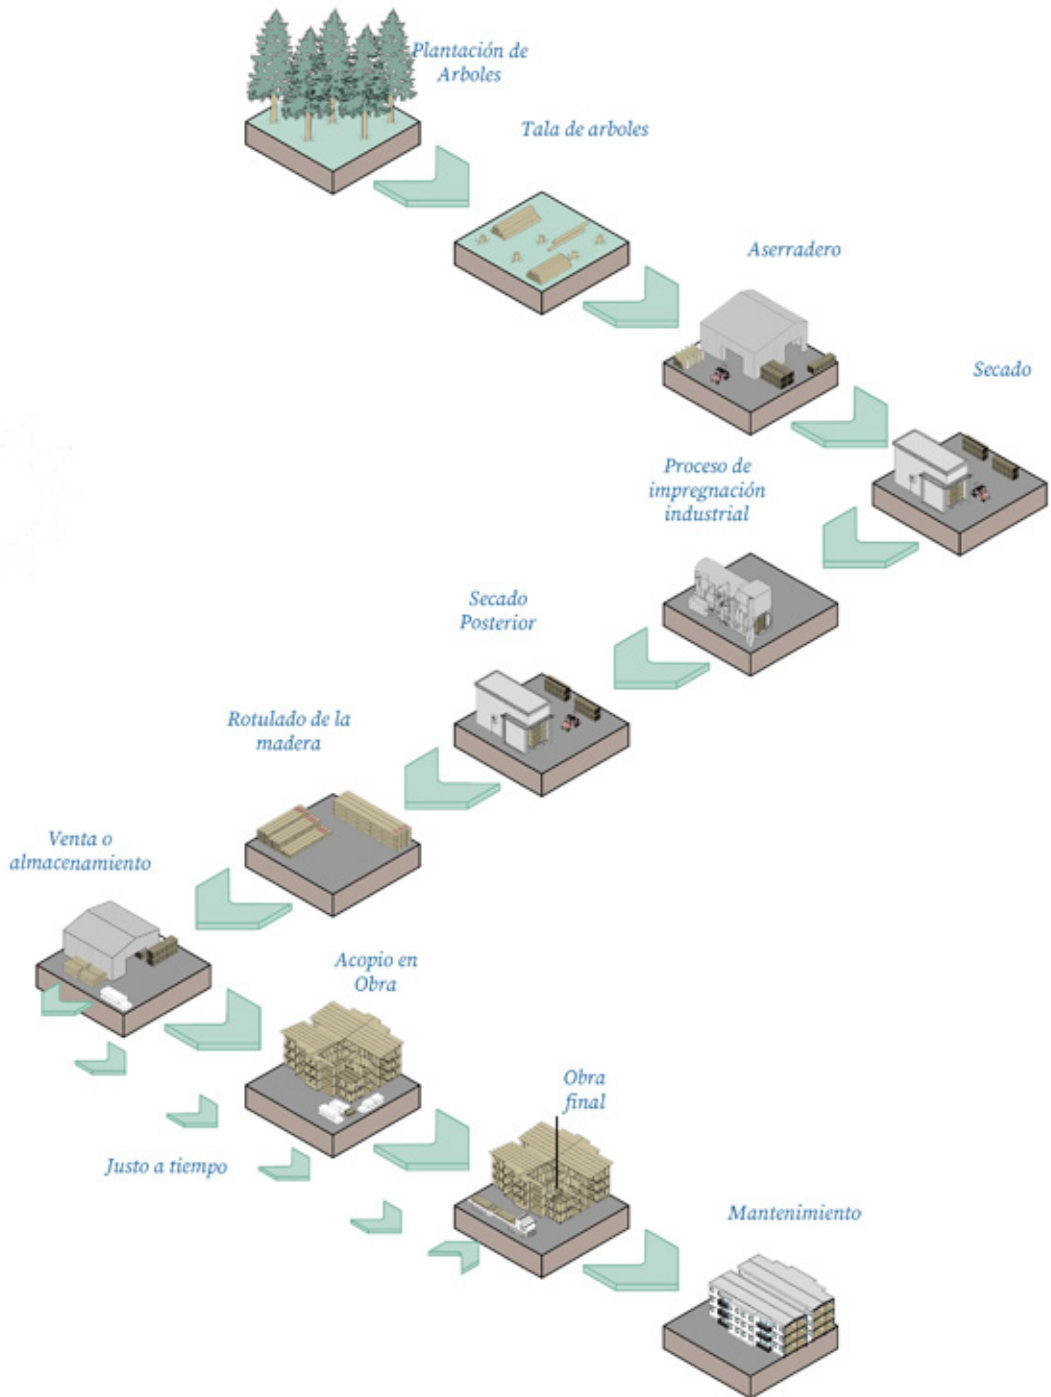 Plantación de
Arboles
Tala de arboles
Aserradero
Secado
Proceso de
impregnación
industrial
Secado
Posterior
Rotulado de la
madera
Venta o
almacenamiento
Acopio en
Obra
Obra
final
Justo a tiempo
Mantenimiento